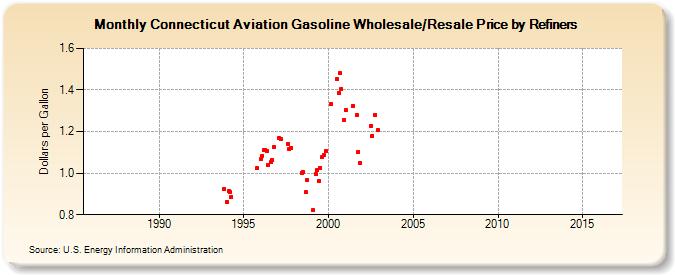 Monthly Connecticut Aviation Gasoline Wholesale/Resale Price by Refiners
Dollars per Gallon
1.6
1.4
1.2
1.0
0.8
1990 1995 2000 2005 2010 2015
Source: U.S. Energy Information Administration